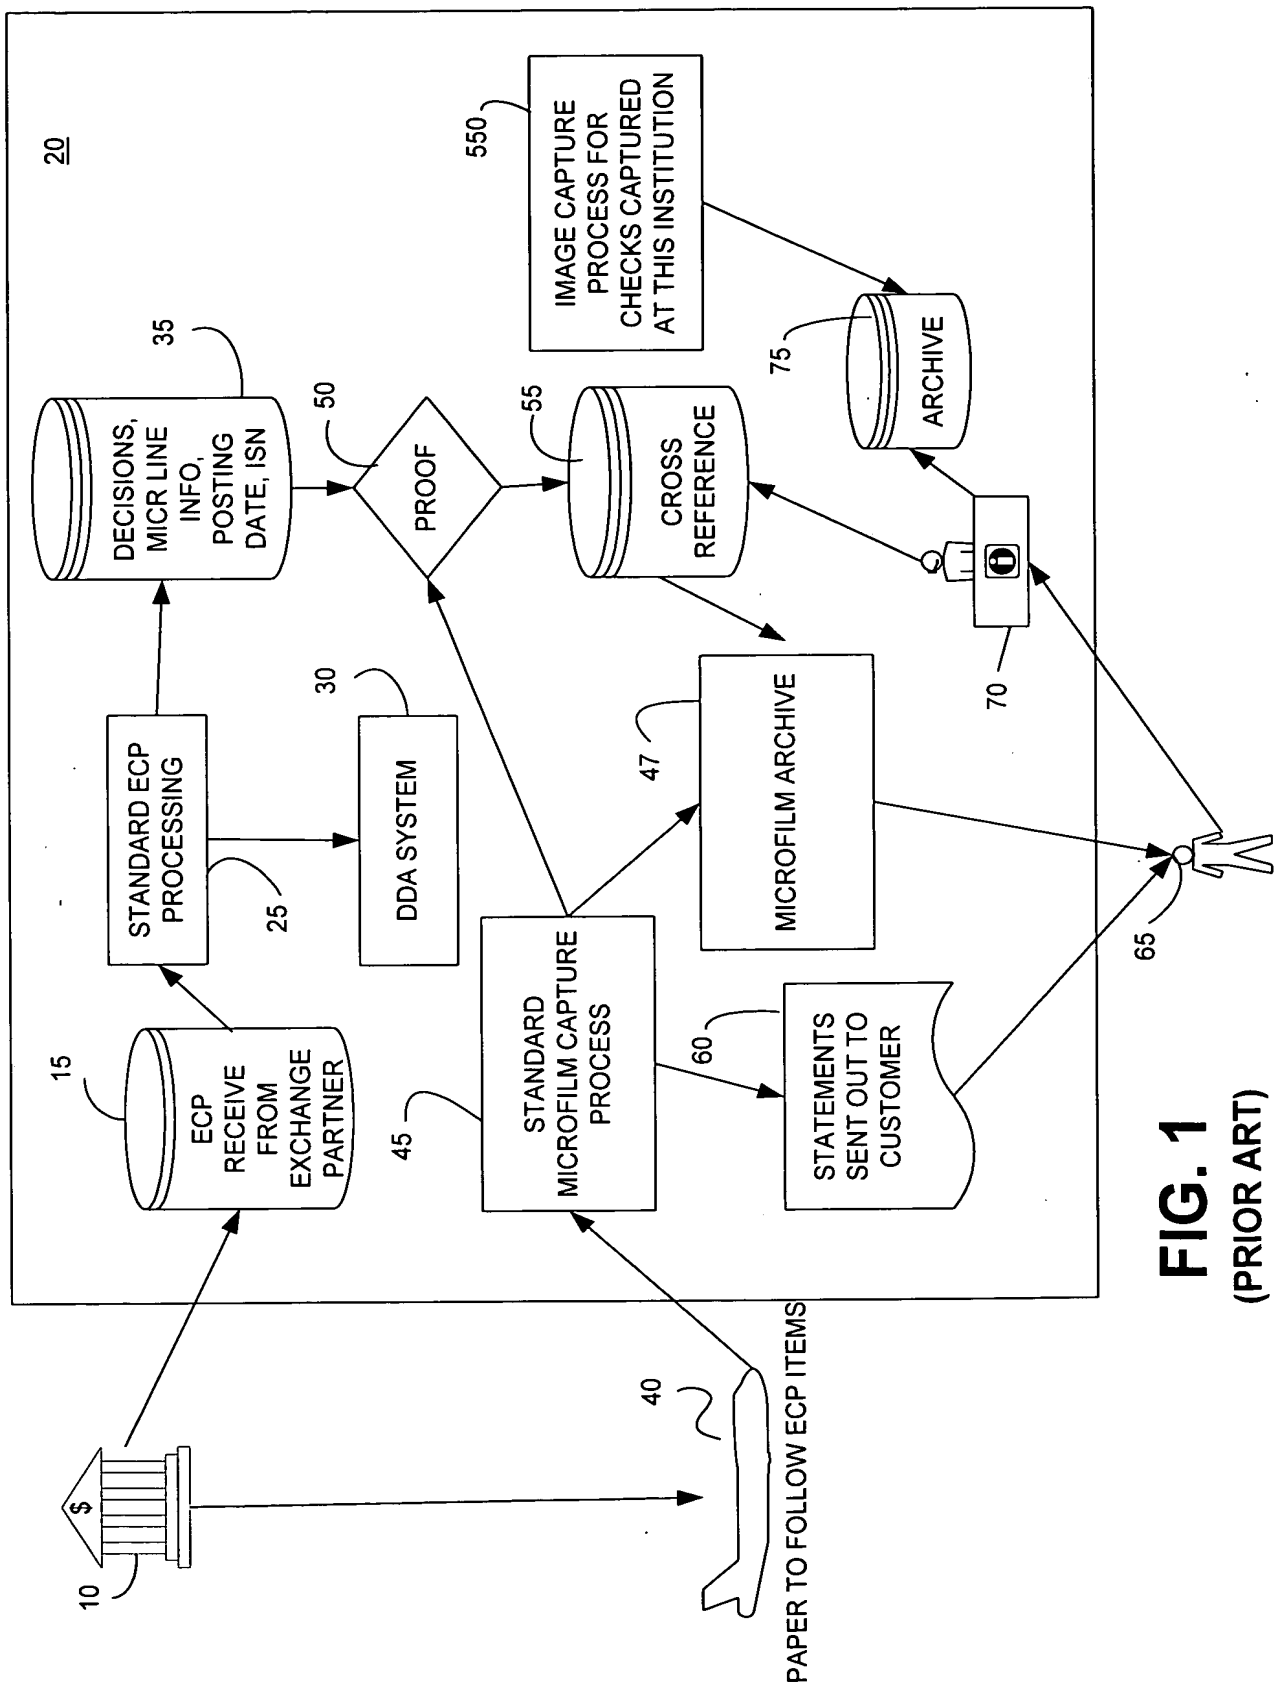 20
10
$
15
ECP
RECEIVE
FROM
EXCHANGE
PARTNER
STANDARD ECP
PROCESSING
25
DDA SYSTEM
30
DECISIONS,
MICR LINE
INFO,
POSTING
DATE, ISN
35
40
PAPER TO FOLLOW ECP ITEMS
45
STANDARD
MICROFILM CAPTURE
PROCESS
PROOF
50
CROSS
REFERENCE
55
550
IMAGE CAPTURE
PROCESS FOR
CHECKS CAPTURED
AT THIS INSTITUTION
60
STATEMENTS
SENT OUT TO
CUSTOMER
47
MICROFILM ARCHIVE
75
ARCHIVE
i
70
65
FIG. 1
(PRIOR ART)